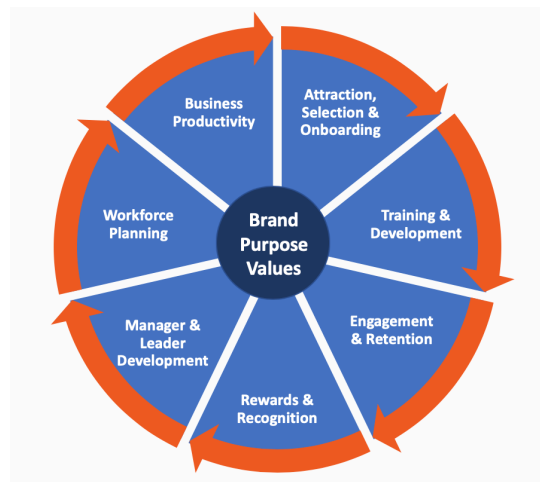 Business
Productivity
Attraction,
Selection &
Onboarding
Training &
Development
Engagement
& Retention
Rewards &
Recognition
Manager &
Leader
Development
Workforce
Planning
Brand
Purpose
Values